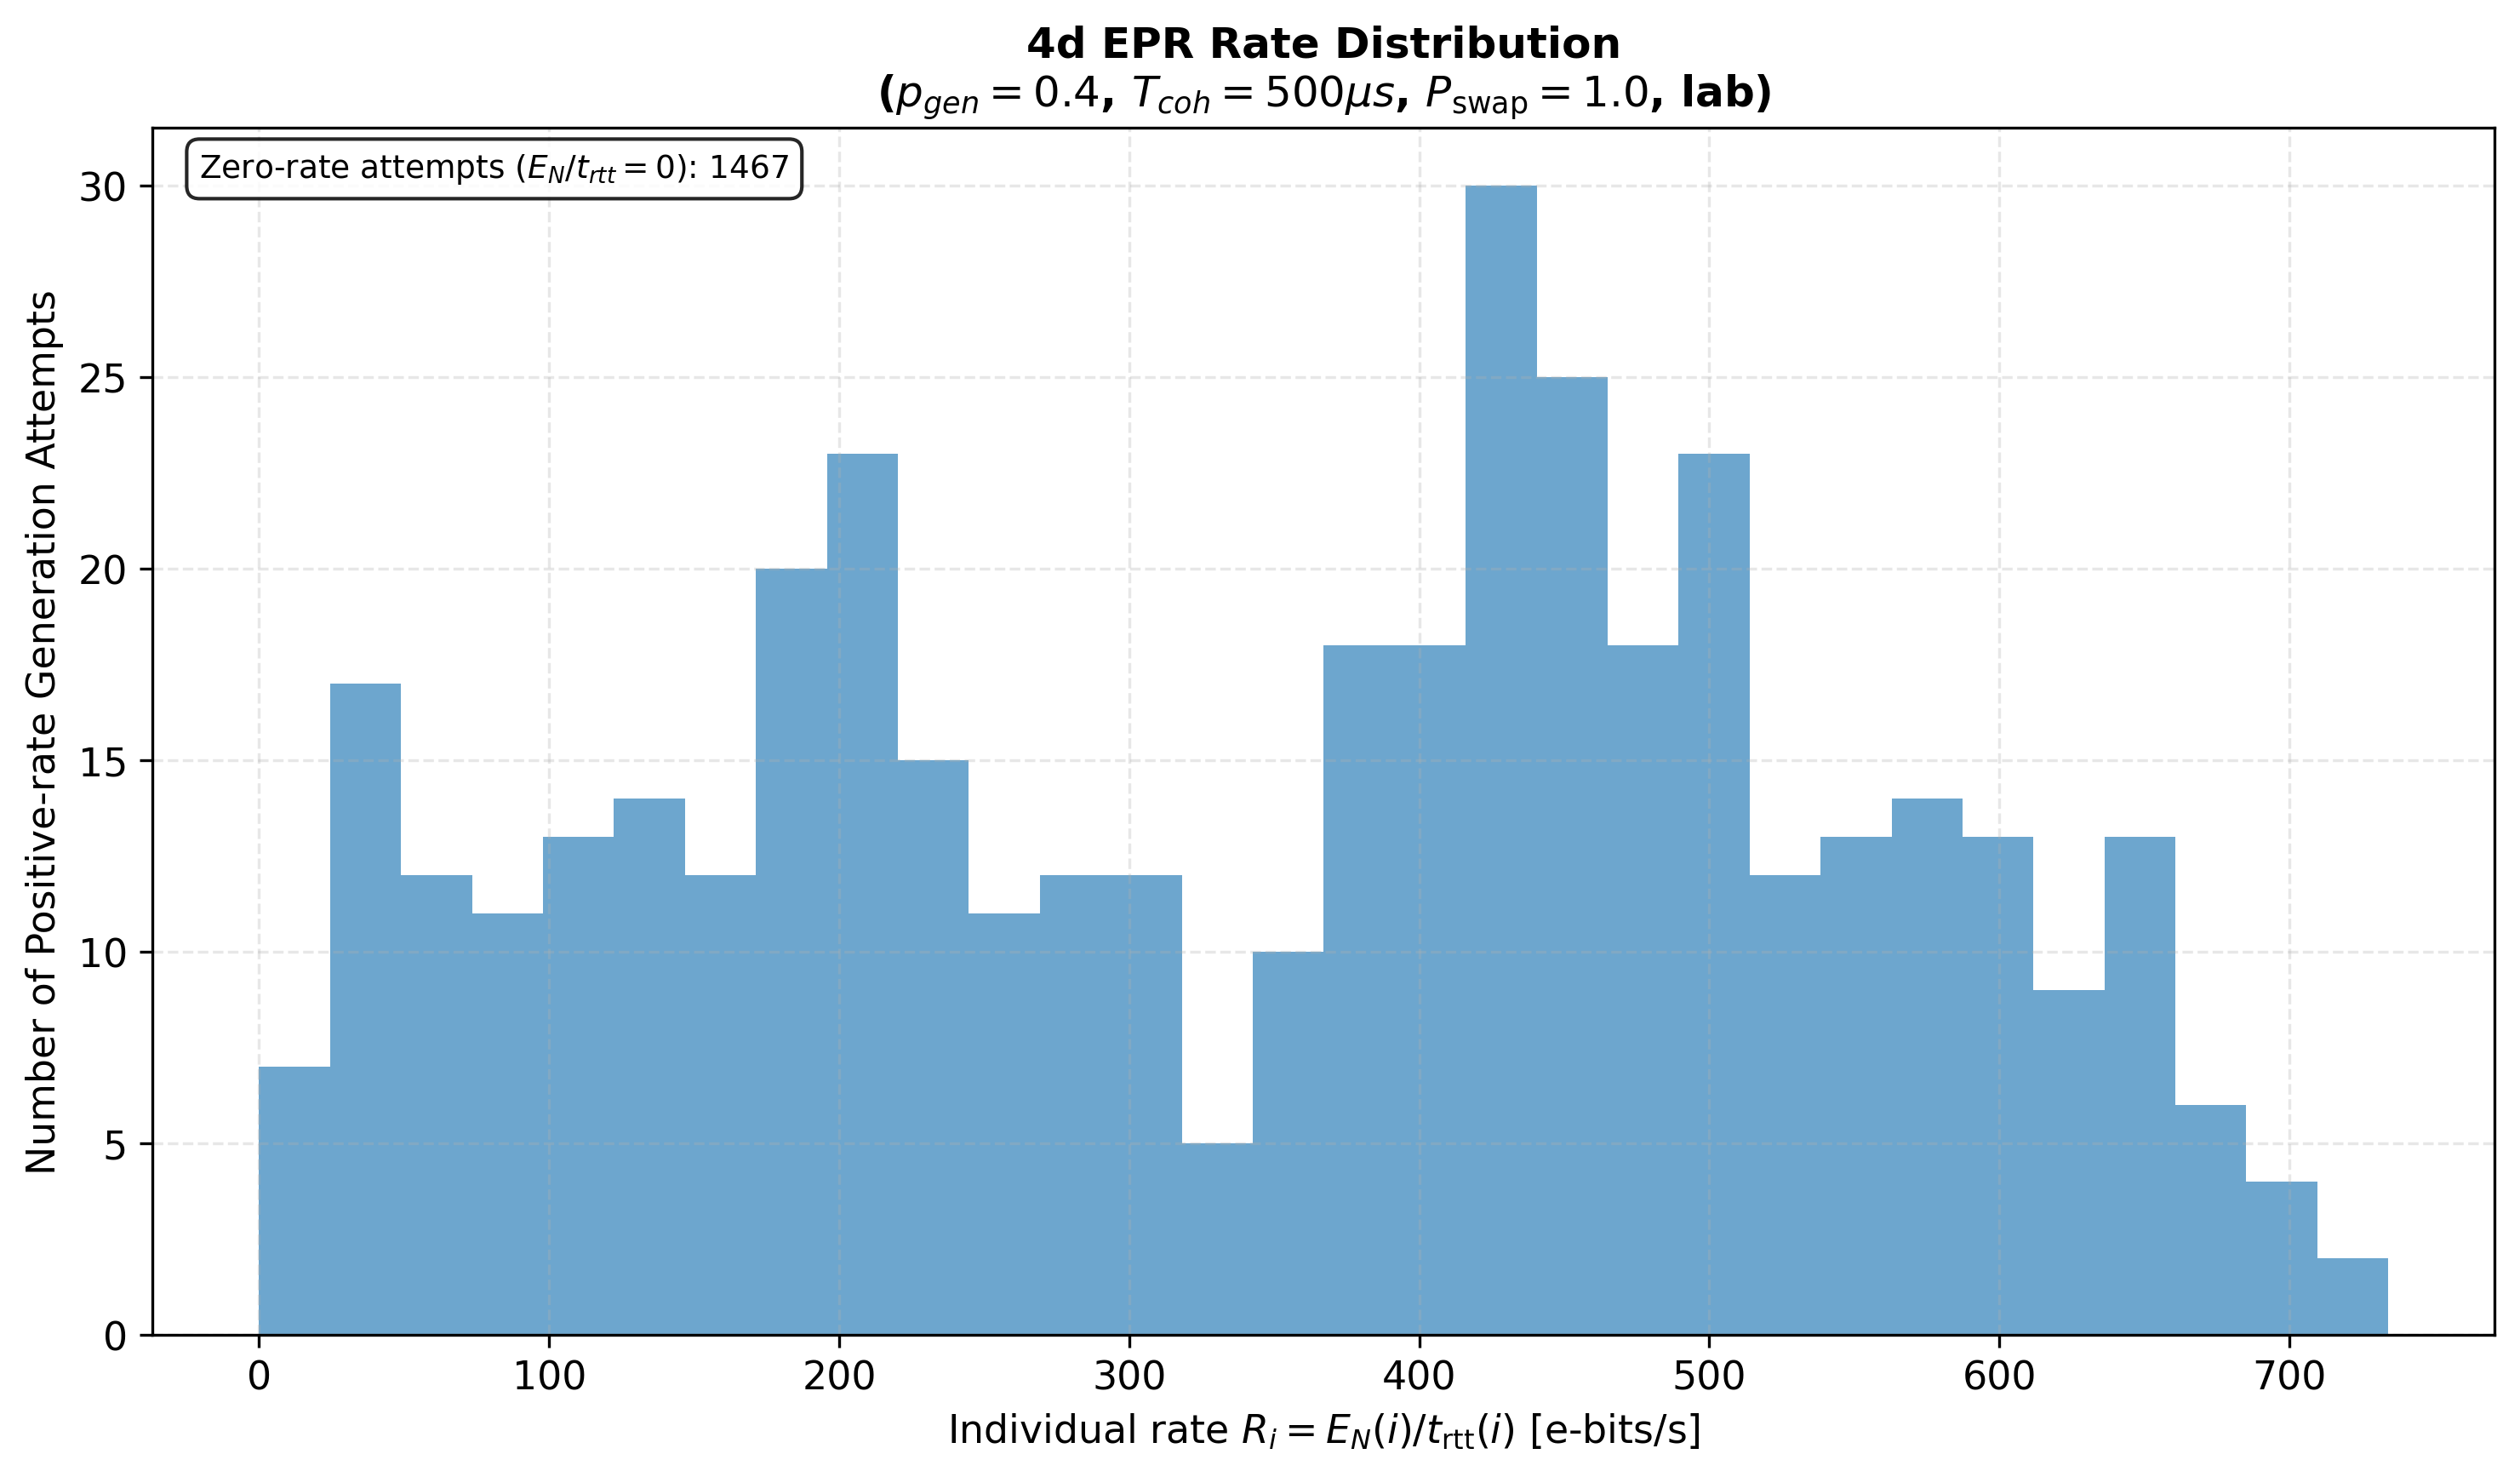 4d EPR Rate Distribution
(p_gen = 0.4, T_coh = 500μs, P_swap = 1.0, lab)
Zero-rate attempts (E_N/t_rtt = 0): 1467
Number of Positive-rate Generation Attempts
30
25
20
15
10
5
0
0 100 200 300 400 500 600 700
Individual rate R_i = E_N(i)/t_rtt(i) [e-bits/s]